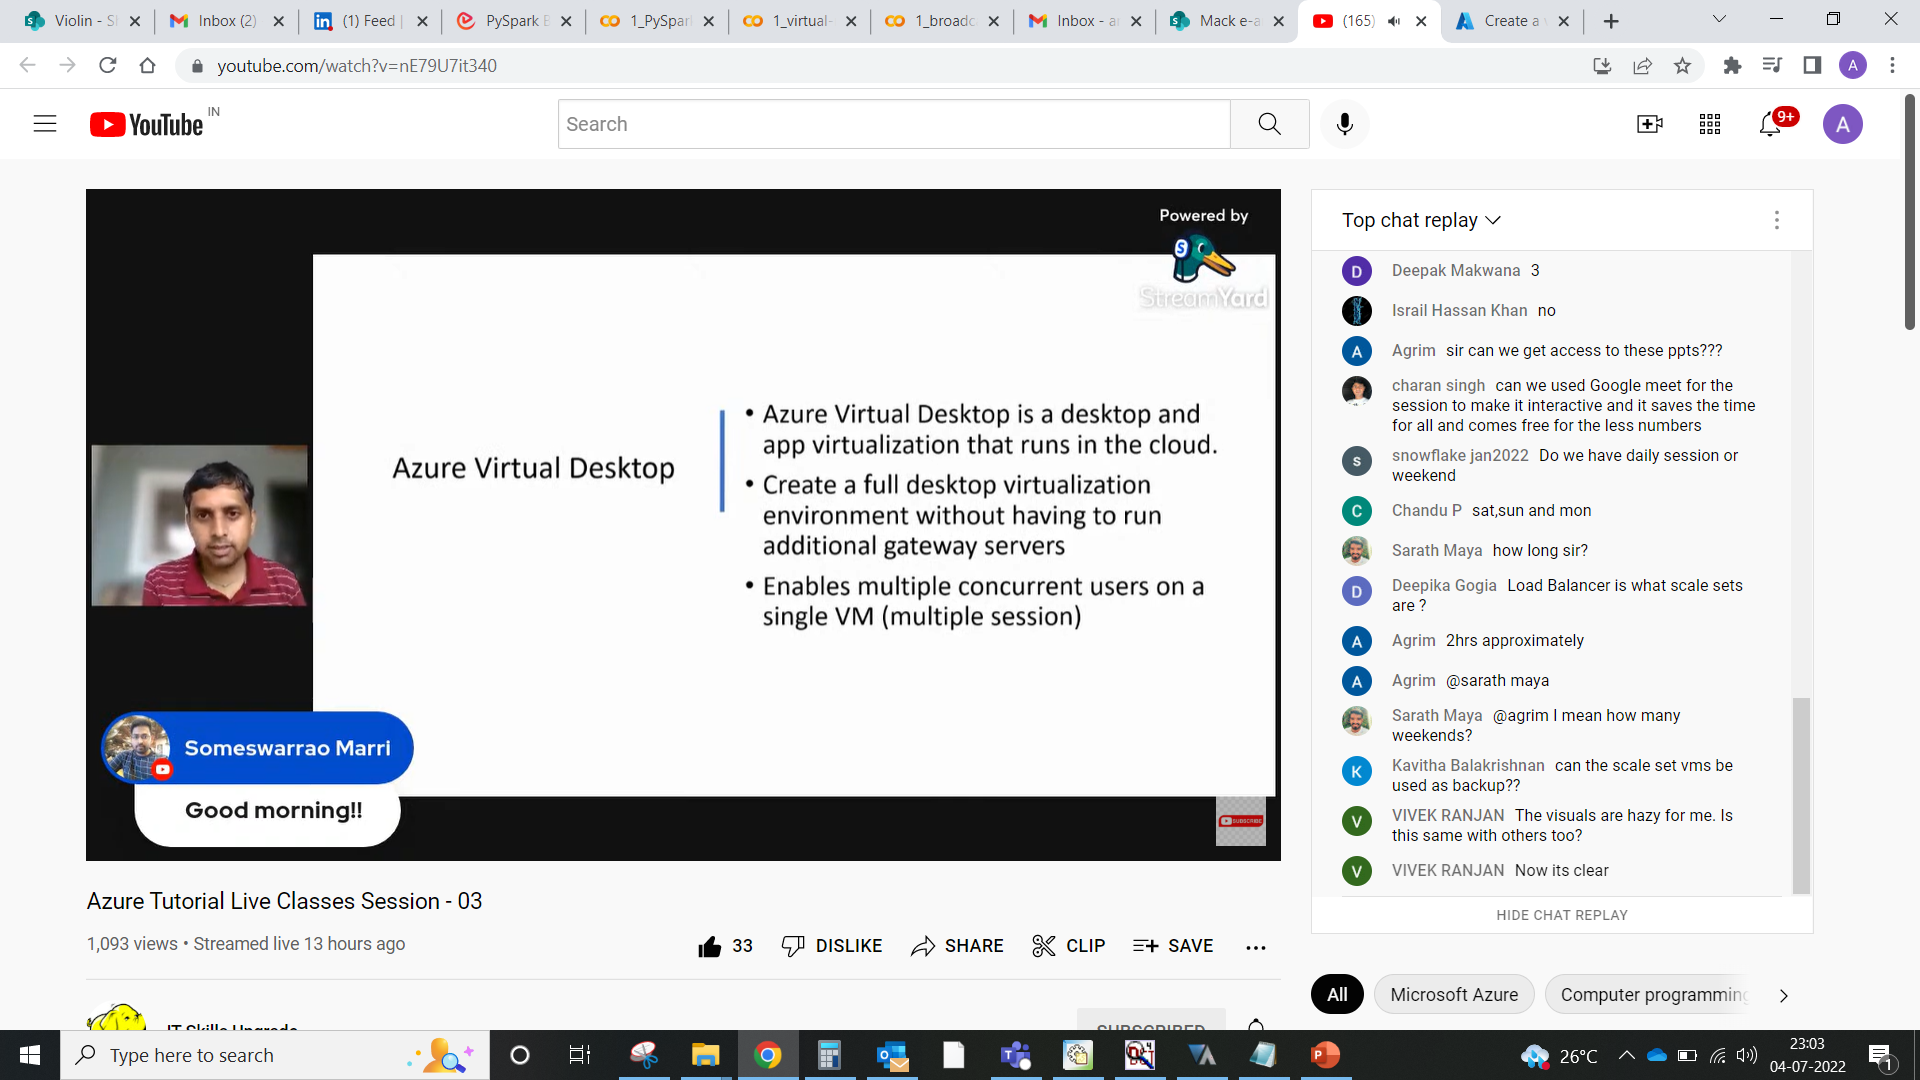 Violin - S
Inbox (2)
(1) Feed
PySpark B
1_PySpar
1_virtual-
1_broadc
Inbox - a
Mack e-a
(165)
Create a
youtube.com/watch?v=nE79U7it340
A
YouTube IN
Search
9+
A
Powered by
StreamYard
Azure Virtual Desktop
• Azure Virtual Desktop is a desktop and
app virtualization that runs in the cloud.
• Create a full desktop virtualization
environment without having to run
additional gateway servers
• Enables multiple concurrent users on a
single VM (multiple session)
Someswarrao Marri
Good morning!!
SUBSCRIBE
Azure Tutorial Live Classes Session - 03
1,093 views • Streamed live 13 hours ago
33
DISLIKE
SHARE
CLIP
SAVE
IT Skills Upgrade
SUBSCRIBED
Top chat replay
D Deepak Makwana 3
Israil Hassan Khan no
A Agrim sir can we get access to these ppts???
charan singh can we used Google meet for the
session to make it interactive and it saves the time
for all and comes free for the less numbers
s snowflake jan2022 Do we have daily session or
weekend
C Chandu P sat,sun and mon
Sarath Maya how long sir?
D Deepika Gogia Load Balancer is what scale sets
are ?
A Agrim 2hrs approximately
A Agrim @sarath maya
Sarath Maya @agrim I mean how many
weekends?
K Kavitha Balakrishnan can the scale set vms be
used as backup??
V VIVEK RANJAN The visuals are hazy for me. Is
this same with others too?
V VIVEK RANJAN Now its clear
HIDE CHAT REPLAY
All
Microsoft Azure
Computer programming
Type here to search
26°C
23:03
04-07-2022
1